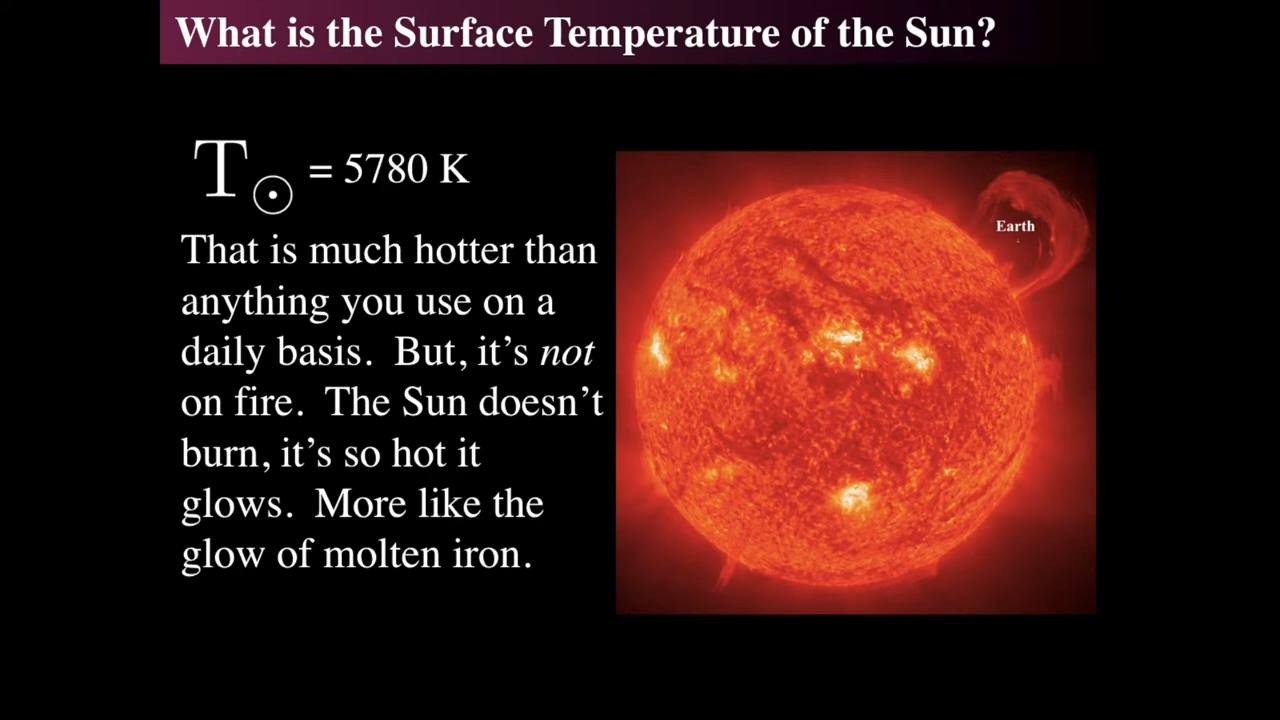 What is the Surface Temperature of the Sun?
T☉ = 5780 K
That is much hotter than
anything you use on a
daily basis.  But, it’s not
on fire.  The Sun doesn’t
burn, it’s so hot it
glows.  More like the
glow of molten iron.
Earth